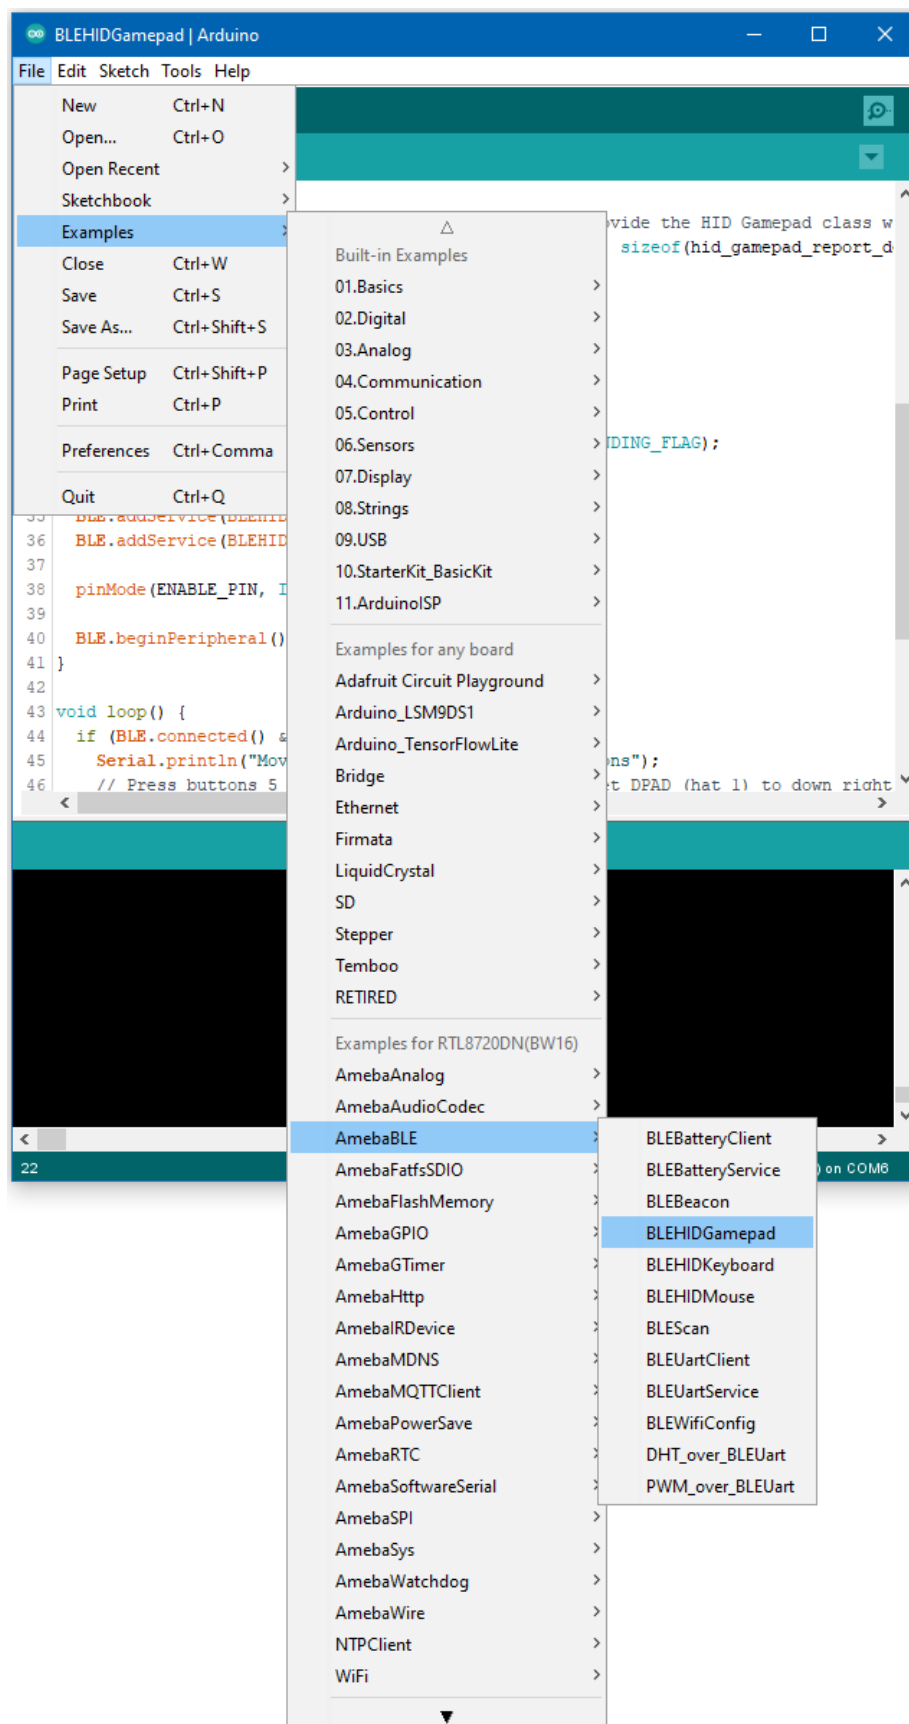 BLEHIDGamepad | Arduino
File Edit Sketch Tools Help
New Ctrl+N
Open... Ctrl+O
Open Recent
Sketchbook
Examples
Close Ctrl+W
Save Ctrl+S
Save As... Ctrl+Shift+S
Page Setup Ctrl+Shift+P
Print Ctrl+P
Preferences Ctrl+Comma
Quit Ctrl+Q
Built-in Examples
01.Basics
02.Digital
03.Analog
04.Communication
05.Control
06.Sensors
07.Display
08.Strings
09.USB
10.StarterKit_BasicKit
11.ArduinoISP
Examples for any board
Adafruit Circuit Playground
Arduino_LSM9DS1
Arduino_TensorFlowLite
Bridge
Ethernet
Firmata
LiquidCrystal
SD
Stepper
Temboo
RETIRED
Examples for RTL8720DN(BW16)
AmebaAnalog
AmebaAudioCodec
AmebaBLE
AmebaFatfsSDIO
AmebaFlashMemory
AmebaGPIO
AmebaGTimer
AmebaHttp
AmebaIRDevice
AmebaMDNS
AmebaMQTTClient
AmebaPowerSave
AmebaRTC
AmebaSoftwareSerial
AmebaSPI
AmebaSys
AmebaWatchdog
AmebaWire
NTPClient
WiFi
BLEBatteryClient
BLEBatteryService
BLEBeacon
BLEHIDGamepad
BLEHIDKeyboard
BLEHIDMouse
BLEScan
BLEUartClient
BLEUartService
BLEWifiConfig
DHT_over_BLEUart
PWM_over_BLEUart
vide the HID Gamepad class w
sizeof(hid_gamepad_report_d
DING_FLAG);
35 BLE.addService(BLEHID
36 BLE.addService(BLEHID
37
38 pinMode(ENABLE_PIN, I
39
40 BLE.beginPeripheral()
41 }
42
43 void loop() {
44 if (BLE.connected() &
45 Serial.println("Mov ns");
46 // Press buttons 5 t DPAD (hat 1) to down right
22 ) on COM6